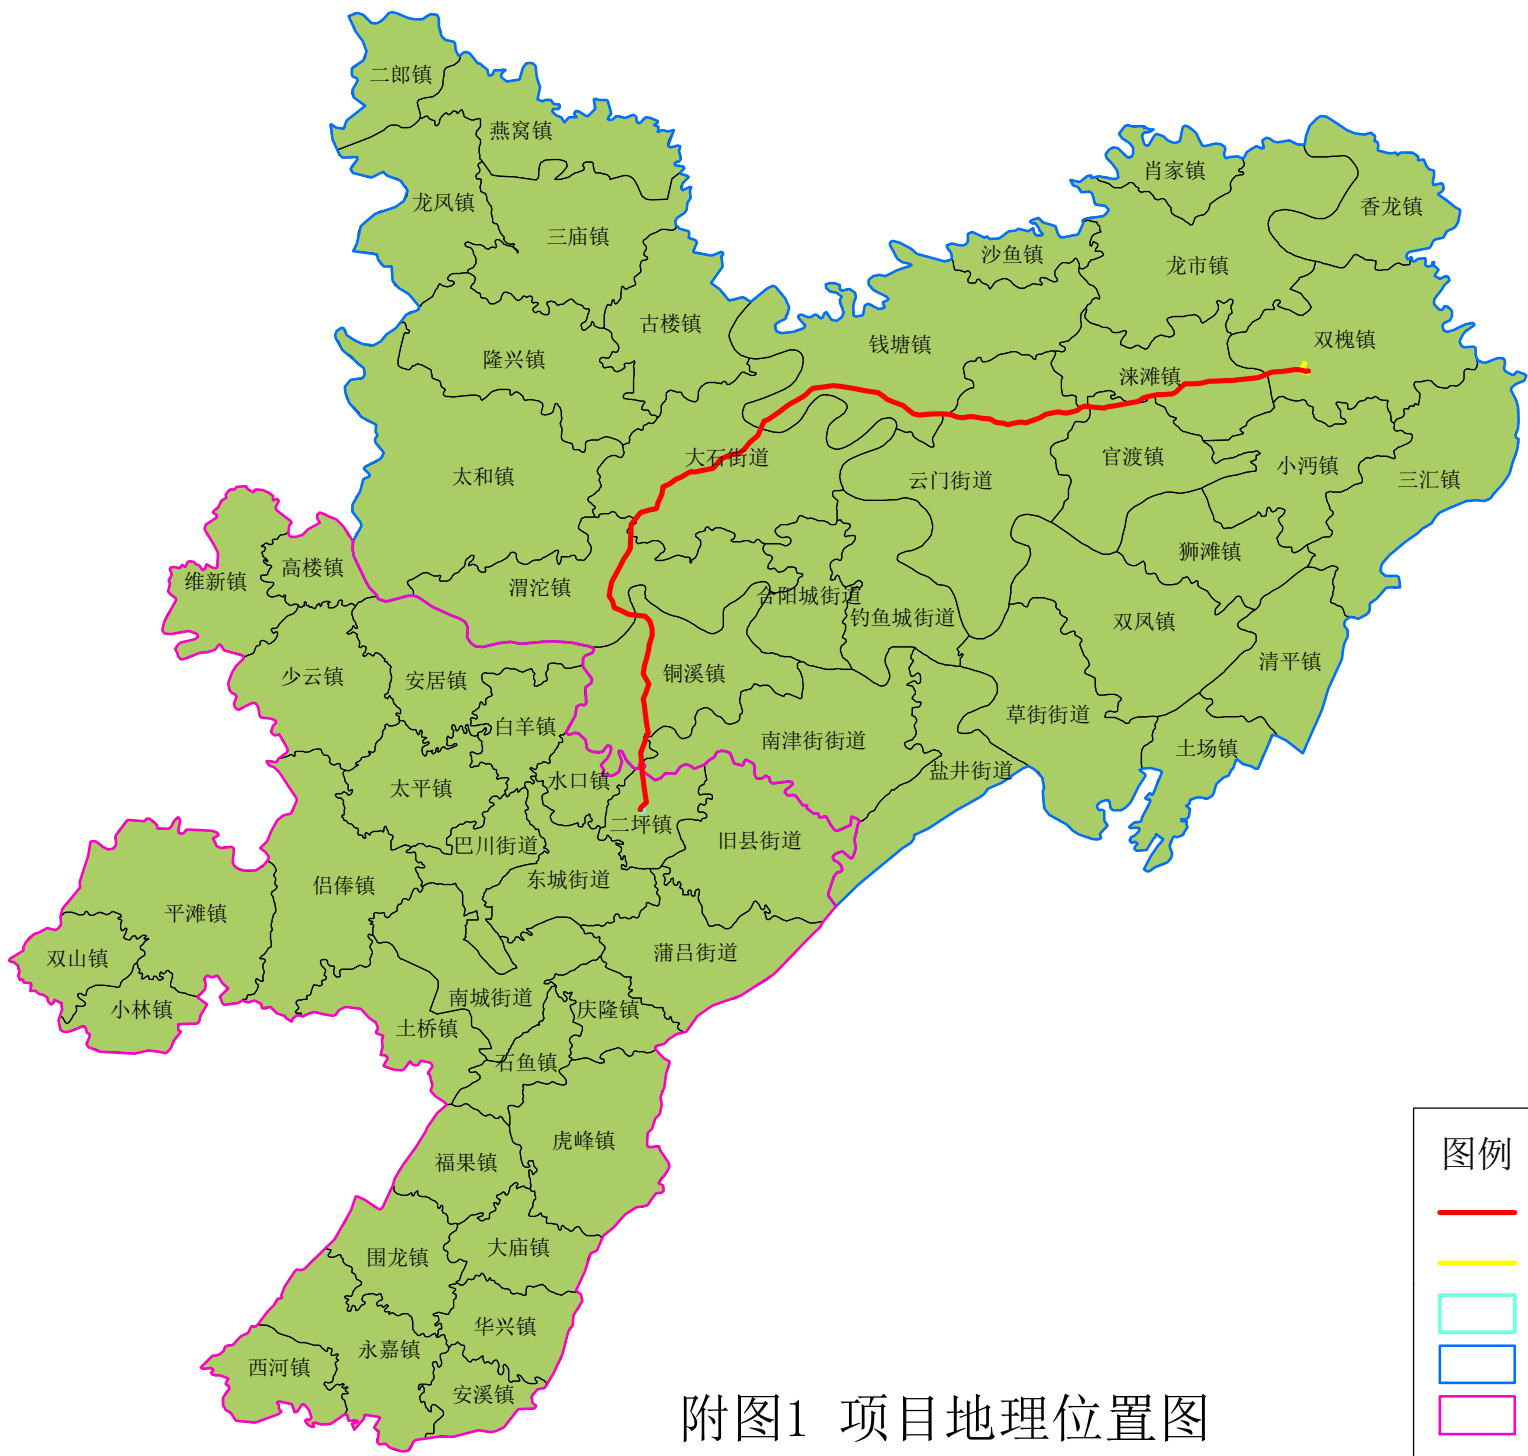 二郎镇
燕窝镇
肖家镇
龙凤镇
香龙镇
三庙镇
沙鱼镇
龙市镇
古楼镇
钱塘镇
双槐镇
隆兴镇
涞滩镇
大石街道
官渡镇
小沔镇
太和镇
云门街道
三汇镇
狮滩镇
高楼镇
维新镇
渭沱镇
合阳城街道
钓鱼城街道
双凤镇
清平镇
少云镇
安居镇
铜溪镇
草街街道
白羊镇
南津街街道
土场镇
盐井街道
水口镇
太平镇
二坪镇
旧县街道
巴川街道
东城街道
侣俸镇
平滩镇
蒲吕街道
双山镇
南城街道
庆隆镇
小林镇
土桥镇
石鱼镇
虎峰镇
福果镇
图例
大庙镇
围龙镇
华兴镇
永嘉镇
西河镇
安溪镇
附图1 项目地理位置图